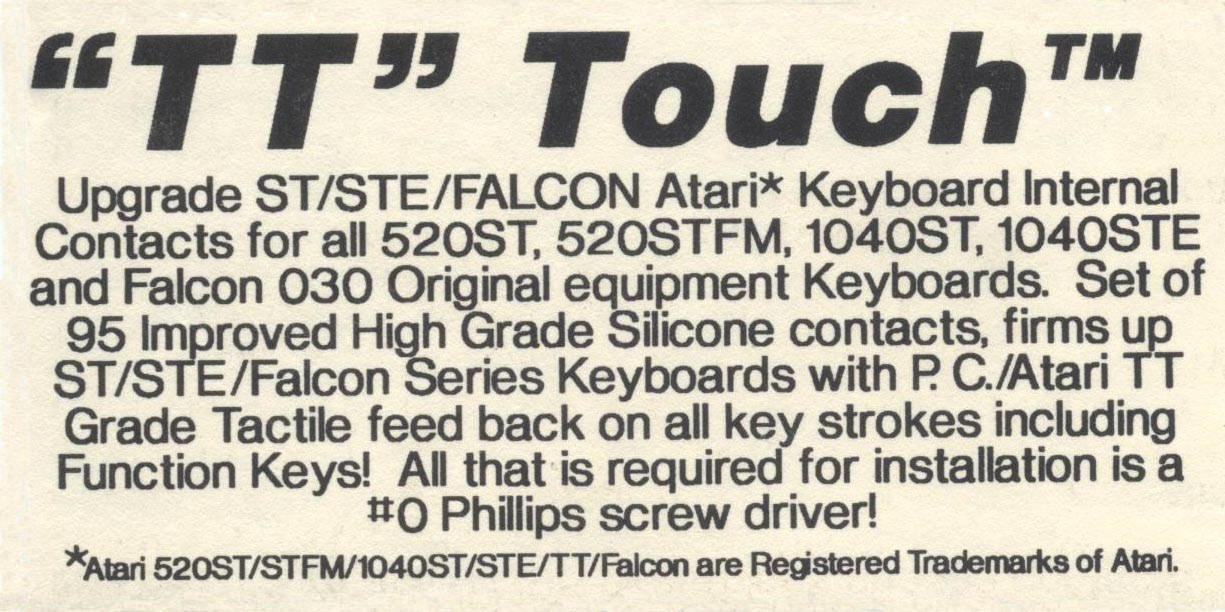 “TT” Touch™
Upgrade ST/STE/FALCON Atari* Keyboard Internal
Contacts for all 520ST, 520STFM, 1040ST, 1040STE
and Falcon 030 Original equipment Keyboards. Set of
95 Improved High Grade Silicone contacts, firms up
ST/STE/Falcon Series Keyboards with P. C./Atari TT
Grade Tactile feed back on all key strokes including
Function Keys! All that is required for installation is a
#0 Phillips screw driver!
*Atari 520ST/STFM/1040ST/STE/TT/Falcon are Registered Trademarks of Atari.